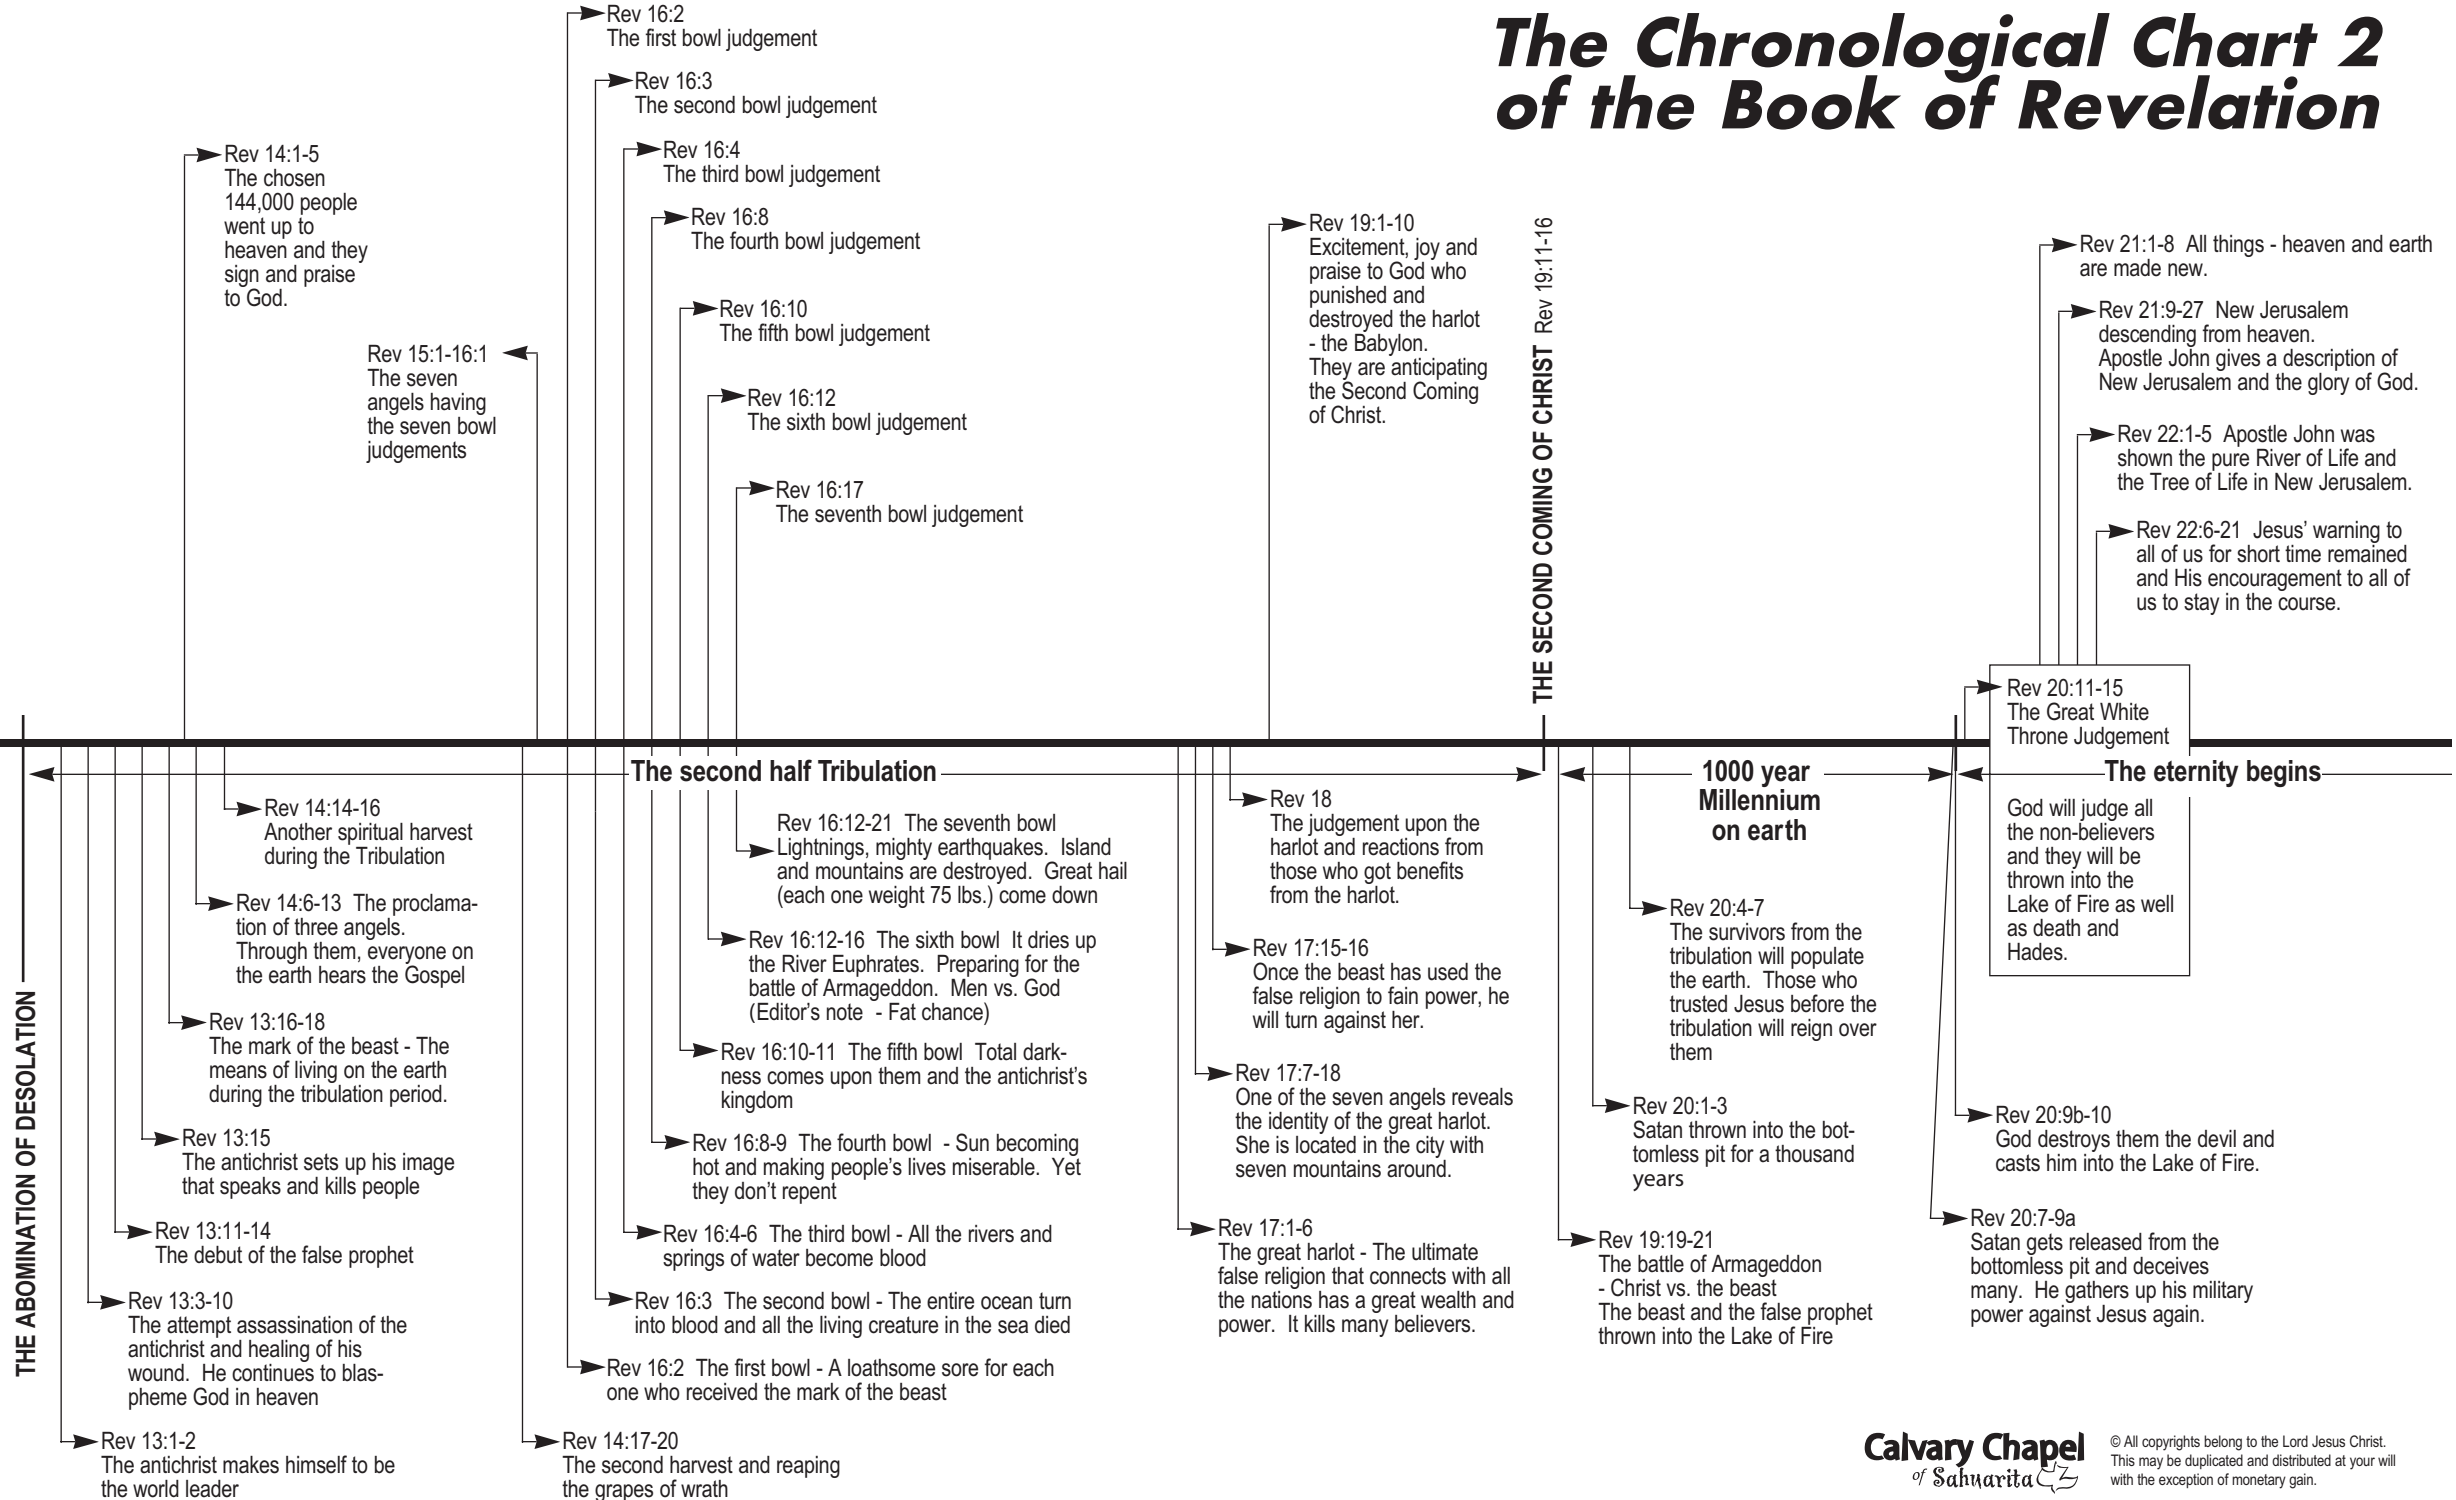 The Chronological Chart 2
of the Book of Revelation
Rev 16:2
The first bowl judgement
Rev 16:3
The second bowl judgement
Rev 16:4
The third bowl judgement
Rev 16:8
The fourth bowl judgement
Rev 16:10
The fifth bowl judgement
Rev 16:12
The sixth bowl judgement
Rev 16:17
The seventh bowl judgement
Rev 14:1-5
The chosen
144,000 people
went up to
heaven and they
sign and praise
to God.
Rev 15:1-16:1
The seven
angels having
the seven bowl
judgements
Rev 19:1-10
Excitement, joy and
praise to God who
punished and
destroyed the harlot
- the Babylon.
They are anticipating
the Second Coming
of Christ.
THE SECOND COMING OF CHRIST Rev 19:11-16
Rev 21:1-8 All things - heaven and earth
are made new.
Rev 21:9-27 New Jerusalem
descending from heaven.
Apostle John gives a description of
New Jerusalem and the glory of God.
Rev 22:1-5 Apostle John was
shown the pure River of Life and
the Tree of Life in New Jerusalem.
Rev 22:6-21 Jesus' warning to
all of us for short time remained
and His encouragement to all of
us to stay in the course.
Rev 20:11-15
The Great White
Throne Judgement
The second half Tribulation
1000 year
Millennium
on earth
The eternity begins
God will judge all
the non-believers
and they will be
thrown into the
Lake of Fire as well
as death and
Hades.
THE ABOMINATION OF DESOLATION
Rev 14:14-16
Another spiritual harvest
during the Tribulation
Rev 14:6-13 The proclama-
tion of three angels.
Through them, everyone on
the earth hears the Gospel
Rev 13:16-18
The mark of the beast - The
means of living on the earth
during the tribulation period.
Rev 13:15
The antichrist sets up his image
that speaks and kills people
Rev 13:11-14
The debut of the false prophet
Rev 13:3-10
The attempt assassination of the
antichrist and healing of his
wound. He continues to blas-
pheme God in heaven
Rev 13:1-2
The antichrist makes himself to be
the world leader
Rev 16:12-21 The seventh bowl
Lightnings, mighty earthquakes. Island
and mountains are destroyed. Great hail
(each one weight 75 lbs.) come down
Rev 16:12-16 The sixth bowl It dries up
the River Euphrates. Preparing for the
battle of Armageddon. Men vs. God
(Editor's note - Fat chance)
Rev 16:10-11 The fifth bowl Total dark-
ness comes upon them and the antichrist's
kingdom
Rev 16:8-9 The fourth bowl - Sun becoming
hot and making people's lives miserable. Yet
they don't repent
Rev 16:4-6 The third bowl - All the rivers and
springs of water become blood
Rev 16:3 The second bowl - The entire ocean turn
into blood and all the living creature in the sea died
Rev 16:2 The first bowl - A loathsome sore for each
one who received the mark of the beast
Rev 14:17-20
The second harvest and reaping
the grapes of wrath
Rev 18
The judgement upon the
harlot and reactions from
those who got benefits
from the harlot.
Rev 17:15-16
Once the beast has used the
false religion to fain power, he
will turn against her.
Rev 17:7-18
One of the seven angels reveals
the identity of the great harlot.
She is located in the city with
seven mountains around.
Rev 17:1-6
The great harlot - The ultimate
false religion that connects with all
the nations has a great wealth and
power. It kills many believers.
Rev 20:4-7
The survivors from the
tribulation will populate
the earth. Those who
trusted Jesus before the
tribulation will reign over
them
Rev 20:1-3
Satan thrown into the bot-
tomless pit for a thousand
years
Rev 19:19-21
The battle of Armageddon
- Christ vs. the beast
The beast and the false prophet
thrown into the Lake of Fire
Rev 20:9b-10
God destroys them the devil and
casts him into the Lake of Fire.
Rev 20:7-9a
Satan gets released from the
bottomless pit and deceives
many. He gathers up his military
power against Jesus again.
Calvary Chapel
of Sahuarita
© All copyrights belong to the Lord Jesus Christ.
This may be duplicated and distributed at your will
with the exception of monetary gain.